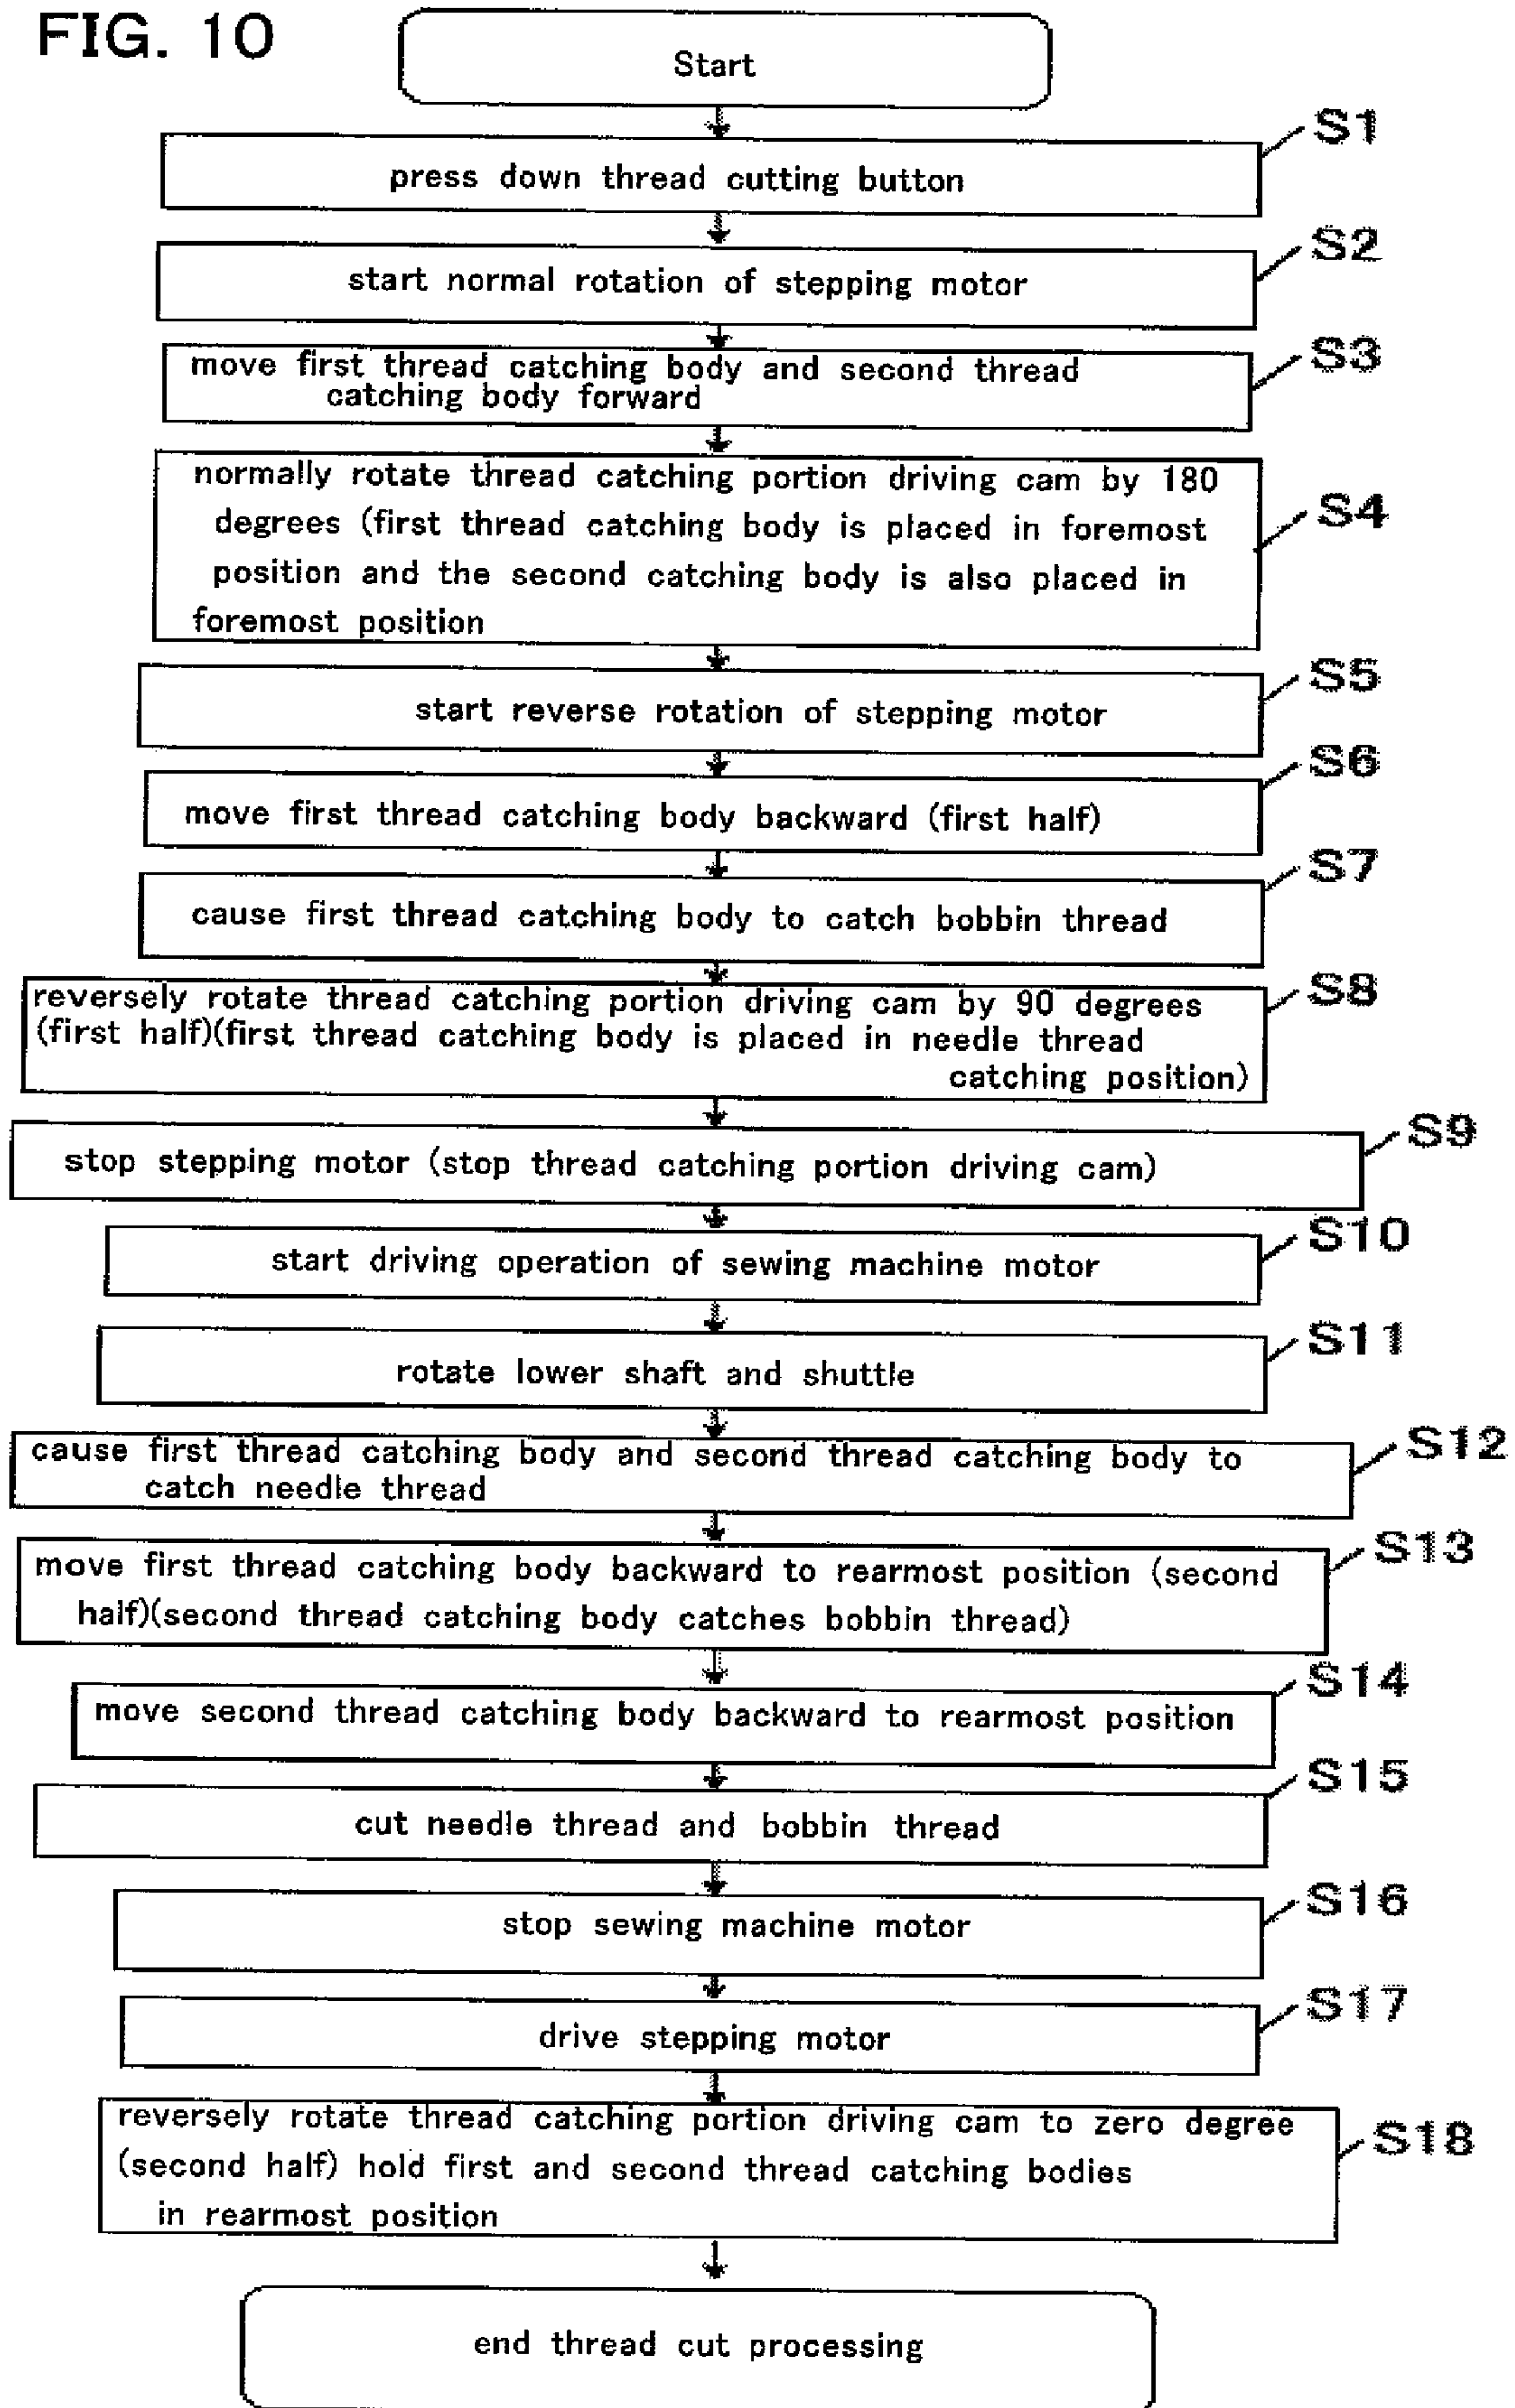 FIG. 10
Start
S1
press down thread cutting button
S2
start normal rotation of stepping motor
S3
move first thread catching body and second thread
catching body forward
S4
normally rotate thread catching portion driving cam by 180
degrees (first thread catching body is placed in foremost
position and the second catching body is also placed in
foremost position
S5
start reverse rotation of stepping motor
S6
move first thread catching body backward (first half)
S7
cause first thread catching body to catch bobbin thread
S8
reversely rotate thread catching portion driving cam by 90 degrees
(first half)(first thread catching body is placed in needle thread
catching position)
S9
stop stepping motor (stop thread catching portion driving cam)
S10
start driving operation of sewing machine motor
S11
rotate lower shaft and shuttle
S12
cause first thread catching body and second thread catching body to
catch needle thread
S13
move first thread catching body backward to rearmost position (second
half)(second thread catching body catches bobbin thread)
S14
move second thread catching body backward to rearmost position
S15
cut needle thread and bobbin thread
S16
stop sewing machine motor
S17
drive stepping motor
S18
reversely rotate thread catching portion driving cam to zero degree
(second half) hold first and second thread catching bodies
in rearmost position
end thread cut processing